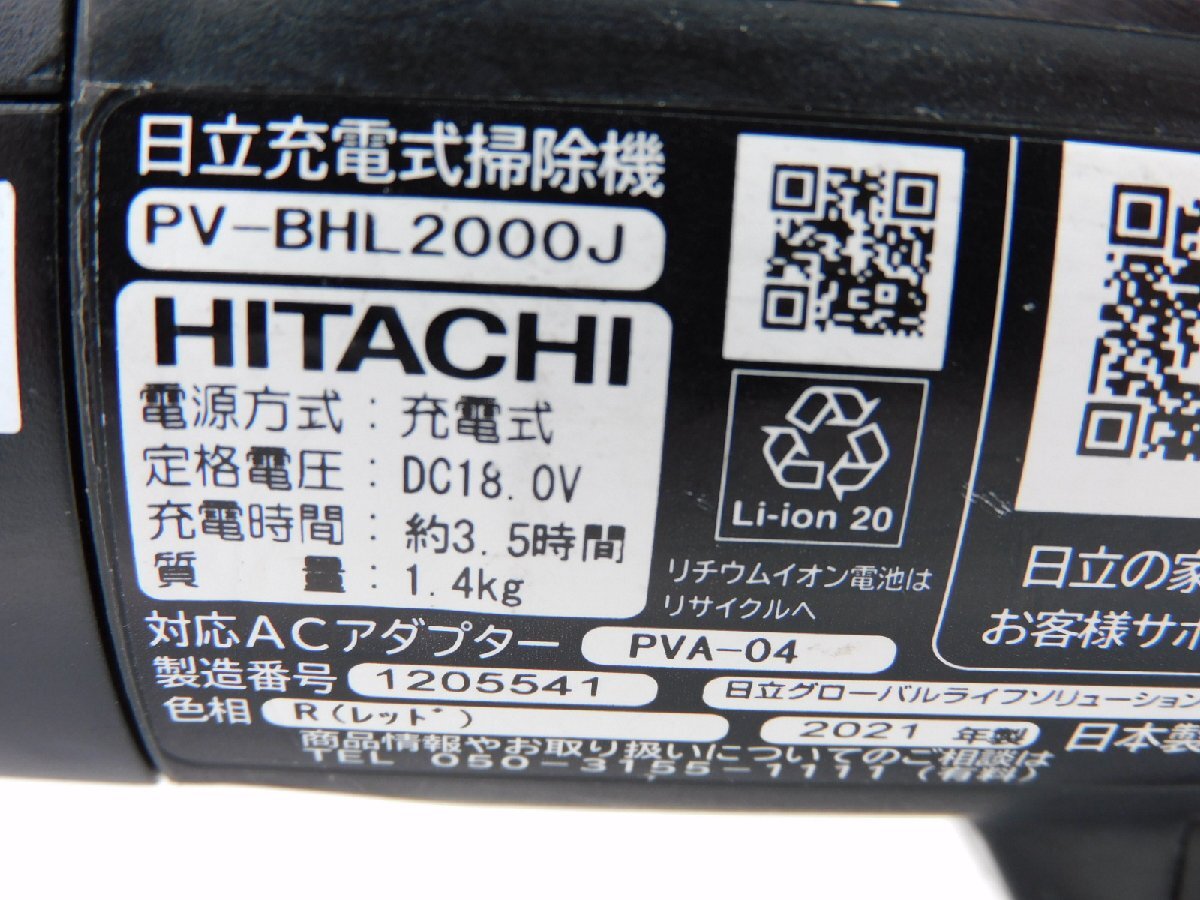 日立充電式掃除機
PV-BHL2000J
HITACHI
電源方式：充電式
定格電圧：DC18.0V
充電時間：約3.5時間
質 量：1.4kg
Li-ion 20
リチウムイオン電池は
リサイクルへ
対応ACアダプター PVA-04
製造番号 1205541
日立グローバルライフソリューション
色相 R(レッド)
2021 年製 日本製
商品情報やお取り扱いについてのご相談は
TEL 050-3155-1111(有料)
日立の家
お客様サポ